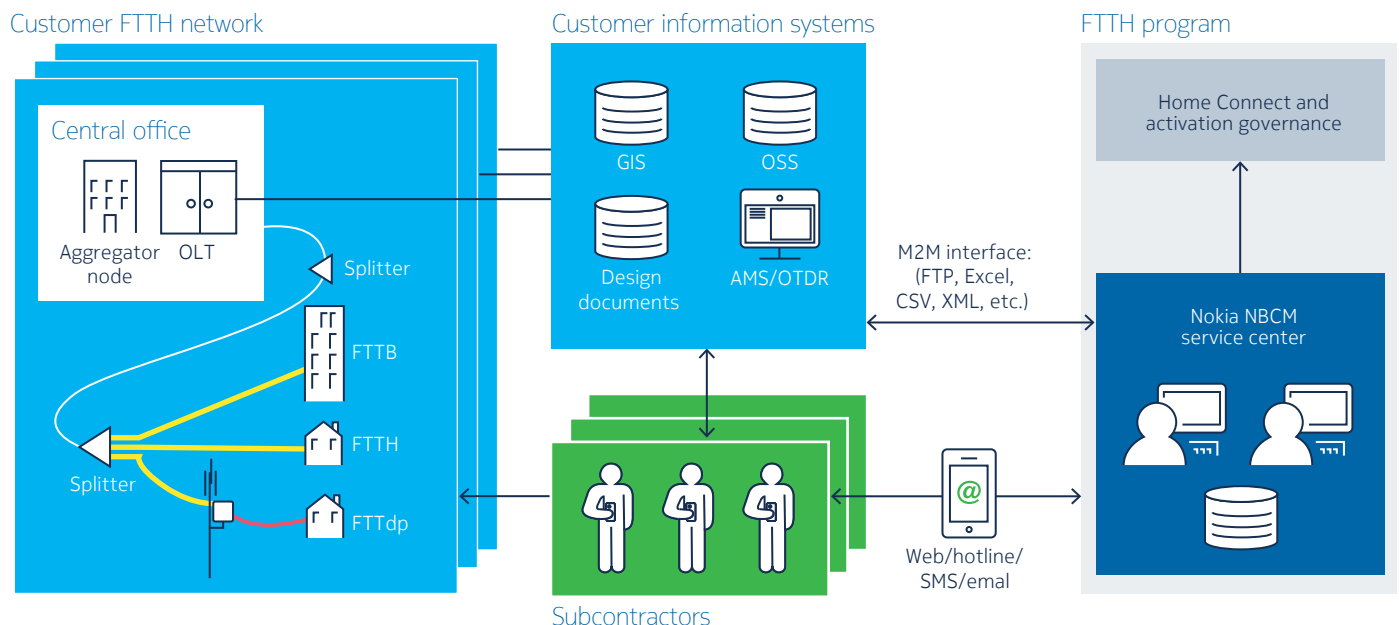 Customer FTTH network
Central office
Aggregator
node
OLT
Splitter
FTTB
FTTH
Splitter
FTTdp
Customer information systems
GIS
OSS
Design
documents
AMS/OTDR
M2M interface:
(FTP, Excel,
CSV, XML, etc.)
Subcontractors
@
Web/hotline/
SMS/emal
FTTH program
Home Connect and
activation governance
Nokia NBCM
service center